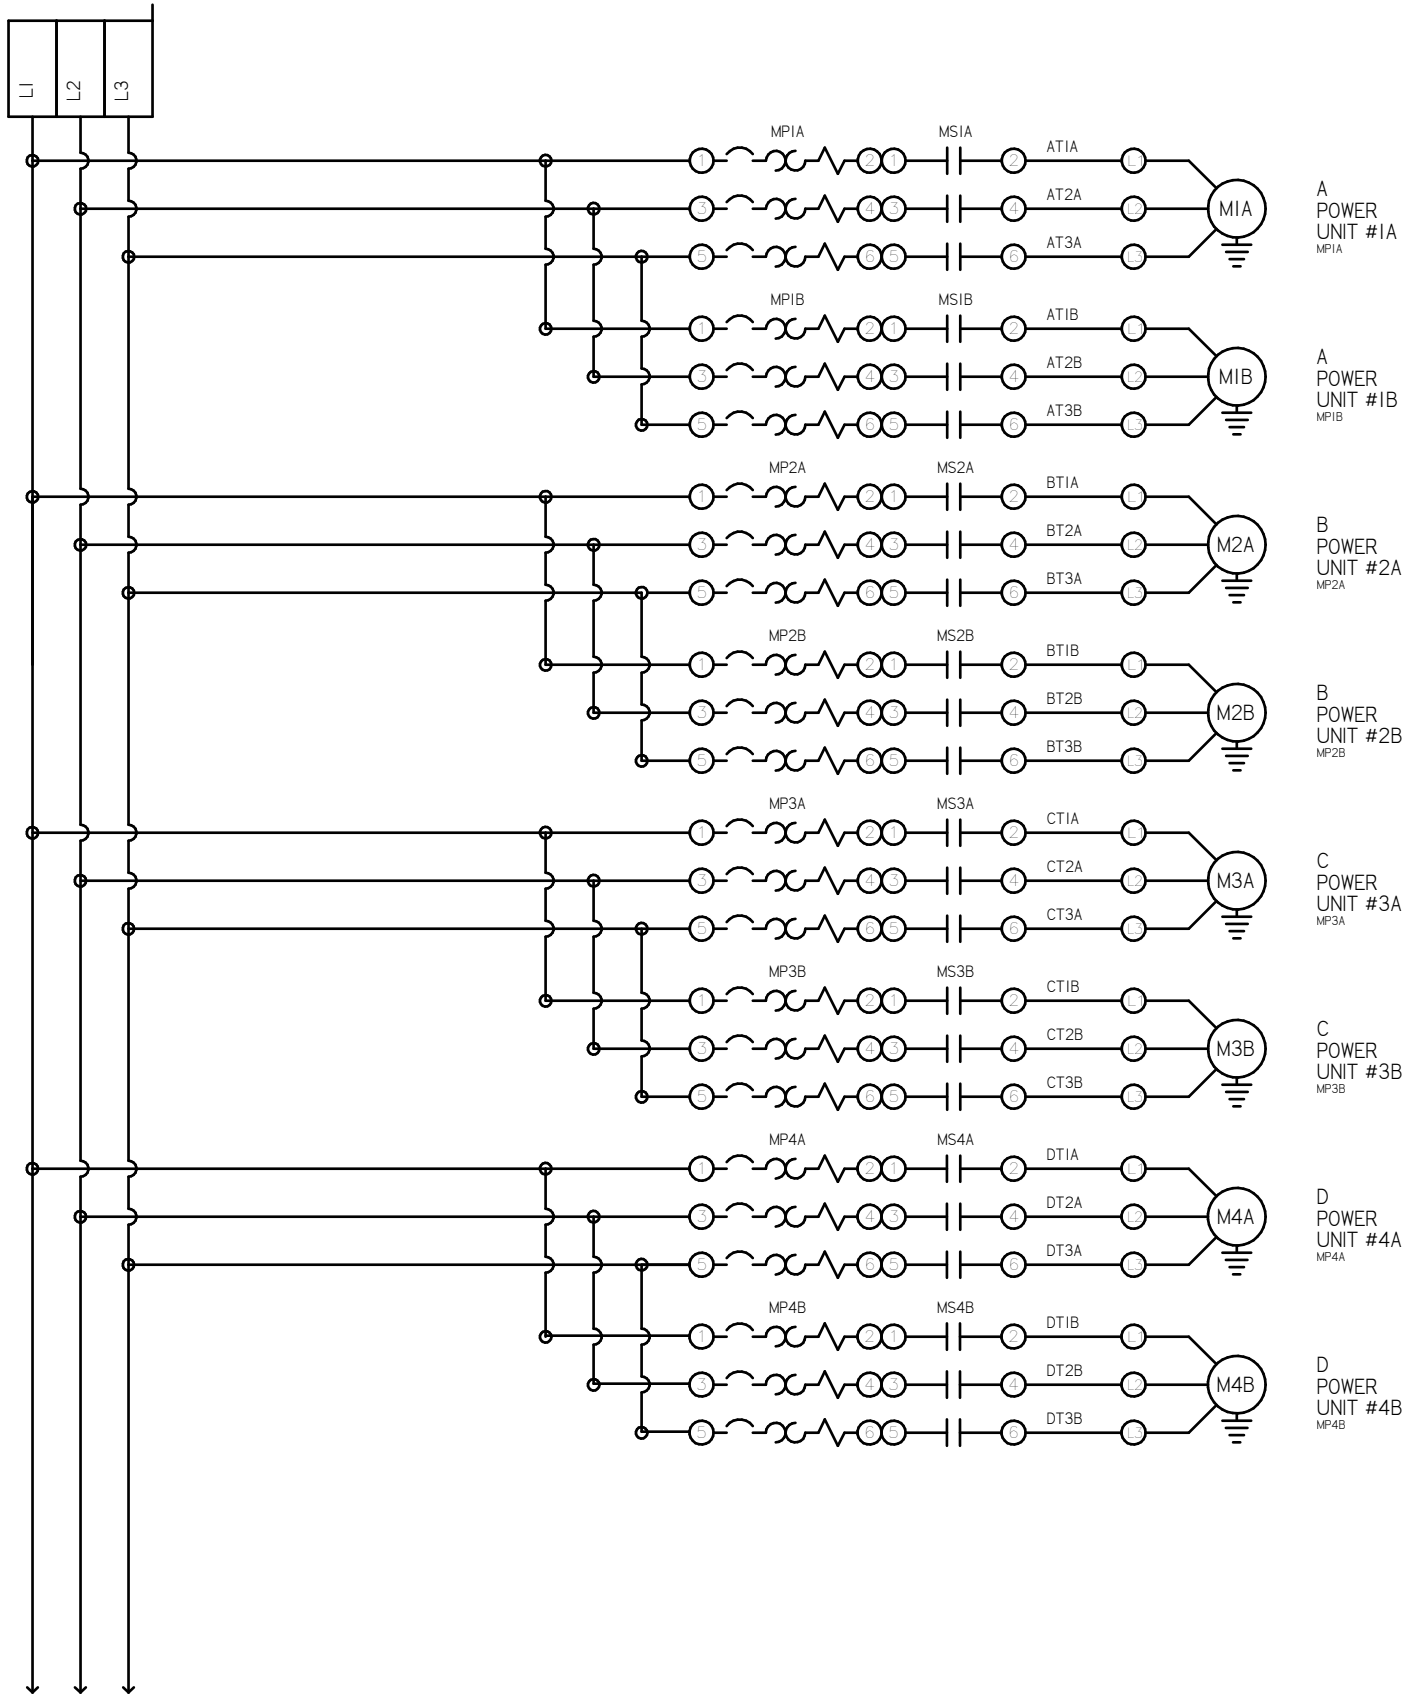 L1
L2
L3
MP1A
MS1A
1
2
1
2
AT1A
L1
3
4
3
4
AT2A
L2
5
6
5
6
AT3A
L3
M1A
A
POWER
UNIT #1A
MP1A
MP1B
MS1B
1
2
1
2
AT1B
L1
3
4
3
4
AT2B
L2
5
6
5
6
AT3B
L3
M1B
A
POWER
UNIT #1B
MP1B
MP2A
MS2A
1
2
1
2
BT1A
L1
3
4
3
4
BT2A
L2
5
6
5
6
BT3A
L3
M2A
B
POWER
UNIT #2A
MP2A
MP2B
MS2B
1
2
1
2
BT1B
L1
3
4
3
4
BT2B
L2
5
6
5
6
BT3B
L3
M2B
B
POWER
UNIT #2B
MP2B
MP3A
MS3A
1
2
1
2
CT1A
L1
3
4
3
4
CT2A
L2
5
6
5
6
CT3A
L3
M3A
C
POWER
UNIT #3A
MP3A
MP3B
MS3B
1
2
1
2
CT1B
L1
3
4
3
4
CT2B
L2
5
6
5
6
CT3B
L3
M3B
C
POWER
UNIT #3B
MP3B
MP4A
MS4A
1
2
1
2
DT1A
L1
3
4
3
4
DT2A
L2
5
6
5
6
DT3A
L3
M4A
D
POWER
UNIT #4A
MP4A
MP4B
MS4B
1
2
1
2
DT1B
L1
3
4
3
4
DT2B
L2
5
6
5
6
DT3B
L3
M4B
D
POWER
UNIT #4B
MP4B